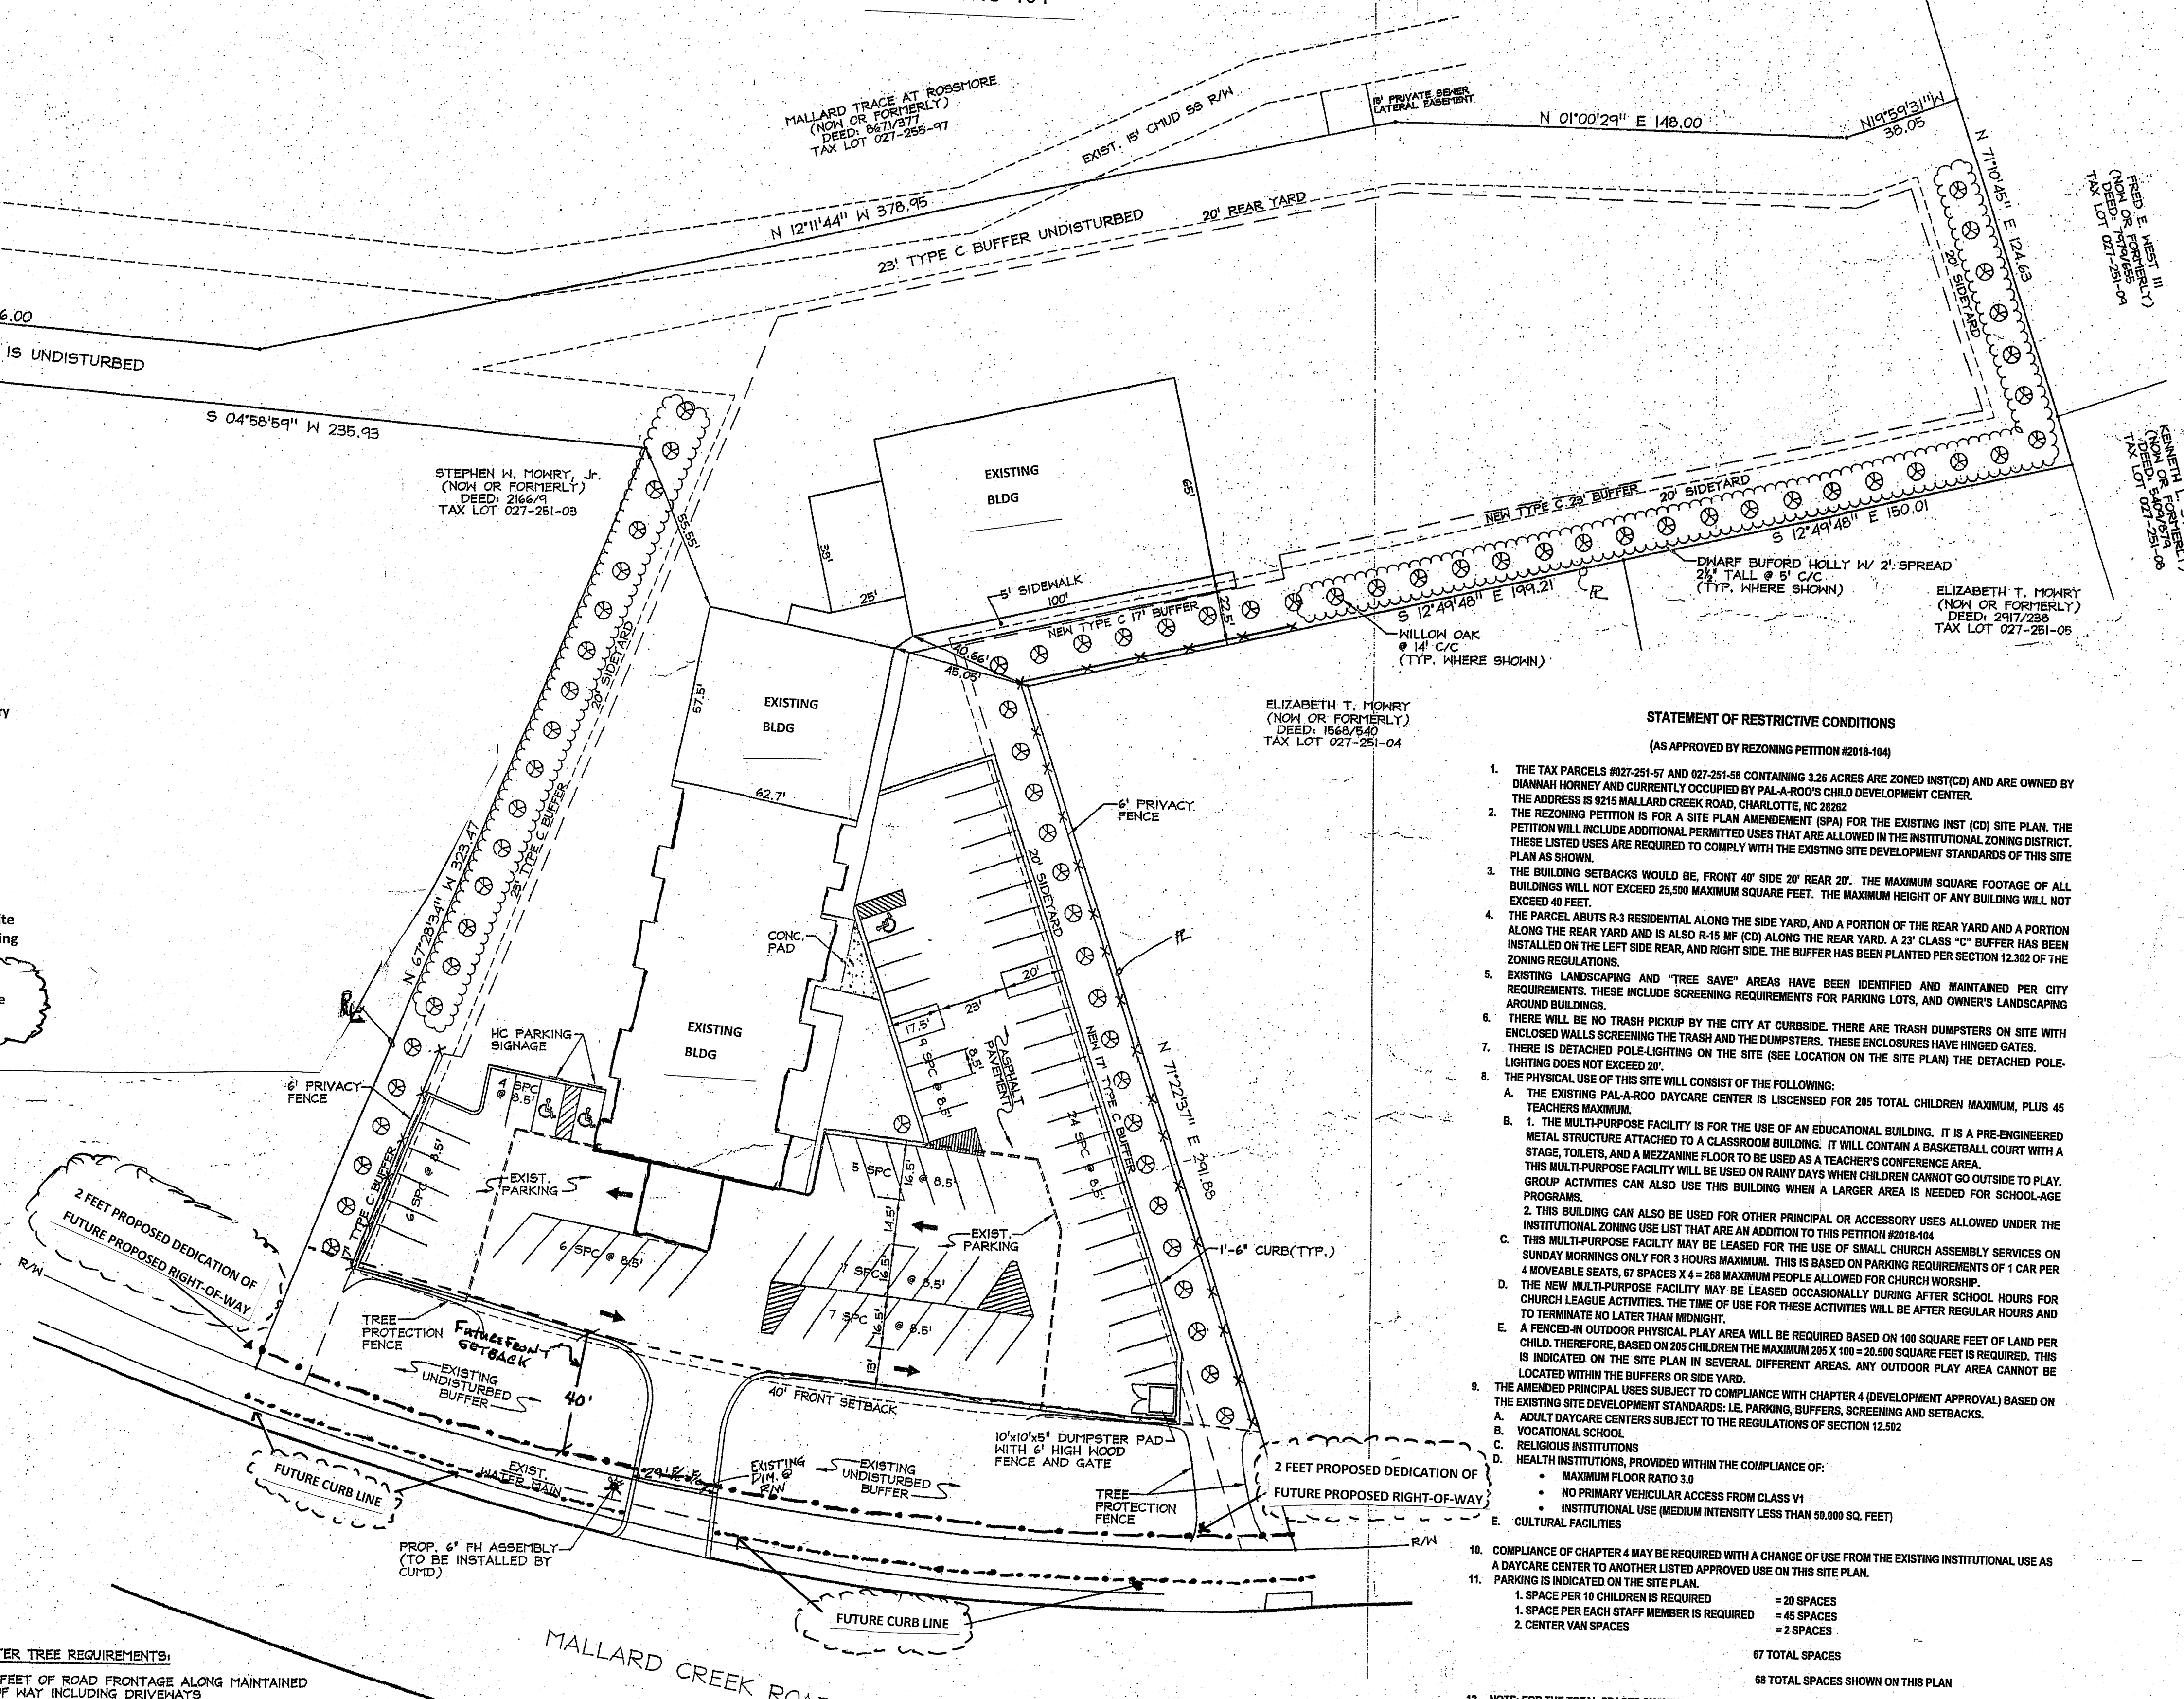 MALLARD TRACE AT ROSSMORE
(NOW OR FORMERLY)
DEED: 8671/377
TAX LOT 027-255-97
EXIST. 15' CMUD SS R/W
15' PRIVATE SEWER
LATERAL EASEMENT
N 01°00'29" E 148.00
N19°59'31"W
38.05
N 71°10'45" E 124.63
FRED E. WEST III
(NOW OR FORMERLY)
DEED: 7979/655
TAX LOT 027-251-09
N 12°11'44" W 378.95
23' TYPE C BUFFER UNDISTURBED
20' REAR YARD
20' SIDEYARD
6.00
IS UNDISTURBED
S 04°58'59" W 235.93
STEPHEN W. MOWRY, Jr.
(NOW OR FORMERLY)
DEED: 2166/9
TAX LOT 027-251-03
55.55'
EXISTING
BLDG
65'
38'
25'
5' SIDEWALK
100'
NEW TYPE C 17' BUFFER
22.5'
NEW TYPE C 23' BUFFER
20' SIDEYARD
S 12°49'48" E 150.01
S 12°49'48" E 199.21
KENNETH L.
(NOW OR FORMERLY)
DEED: 5409/879
TAX LOT 027-251-08
DWARF BUFORD HOLLY W/ 2' SPREAD
2½' TALL @ 5' C/C
(TYP. WHERE SHOWN)
ELIZABETH T. MOWRY
(NOW OR FORMERLY)
DEED: 2917/238
TAX LOT 027-251-05
WILLOW OAK
@ 14' C/C
(TYP. WHERE SHOWN)
40.66'
45.05'
57.5'
EXISTING
BLDG
62.7'
20' SIDEYARD
23' TYPE C BUFFER
N 67°28'34" W 323.47
ELIZABETH T. MOWRY
(NOW OR FORMERLY)
DEED: 1568/540
TAX LOT 027-251-04
6' PRIVACY
FENCE
20' SIDEYARD
CONC.
PAD
20'
23'
17.5'
9 SPC @ 8.5'
8.5'
ASPHALT
PAVEMENT
NEW 17' TYPE C BUFFER
24 SPC @ 8.5'
N 71°22'37" E 291.88
EXISTING
BLDG
HC PARKING
SIGNAGE
4 SPC
@ 8.5'
6' PRIVACY
FENCE
6 SPC @ 8.5'
17' TYPE C BUFFER
EXIST.
PARKING
6 SPC @ 8.5'
5 SPC @ 8.5'
16.5'
14.5'
EXIST.
PARKING
7 SPC @ 8.5'
16.5'
7 SPC @ 8.5'
16.5'
13'
1'-6" CURB(TYP.)
2 FEET PROPOSED DEDICATION OF
FUTURE PROPOSED RIGHT-OF-WAY
R/W
TREE
PROTECTION
FENCE
Future Front
SETBACK
EXISTING
UNDISTURBED
BUFFER
40'
40' FRONT SETBACK
10'x10'x5" DUMPSTER PAD
WITH 6' HIGH WOOD
FENCE AND GATE
FUTURE CURB LINE
EXIST.
WATER MAIN
EXISTING
DIM. @
R/W
EXISTING
UNDISTURBED
BUFFER
TREE
PROTECTION
FENCE
2 FEET PROPOSED DEDICATION OF
FUTURE PROPOSED RIGHT-OF-WAY
R/W
PROP. 6" FH ASSEMBLY
(TO BE INSTALLED BY
CUMD)
FUTURE CURB LINE
MALLARD CREEK ROA
TER TREE REQUIREMENTS:
FEET OF ROAD FRONTAGE ALONG MAINTAINED
OF WAY INCLUDING DRIVEWAYS
STATEMENT OF RESTRICTIVE CONDITIONS
(AS APPROVED BY REZONING PETITION #2018-104)
1. THE TAX PARCELS #027-251-57 AND 027-251-58 CONTAINING 3.25 ACRES ARE ZONED INST(CD) AND ARE OWNED BY
DIANNAH HORNEY AND CURRENTLY OCCUPIED BY PAL-A-ROO'S CHILD DEVELOPMENT CENTER.
THE ADDRESS IS 9215 MALLARD CREEK ROAD, CHARLOTTE, NC 28262
2. THE REZONING PETITION IS FOR A SITE PLAN AMENDEMENT (SPA) FOR THE EXISTING INST (CD) SITE PLAN. THE
PETITION WILL INCLUDE ADDITIONAL PERMITTED USES THAT ARE ALLOWED IN THE INSTITUTIONAL ZONING DISTRICT.
THESE LISTED USES ARE REQUIRED TO COMPLY WITH THE EXISTING SITE DEVELOPMENT STANDARDS OF THIS SITE
PLAN AS SHOWN.
3. THE BUILDING SETBACKS WOULD BE, FRONT 40' SIDE 20' REAR 20'. THE MAXIMUM SQUARE FOOTAGE OF ALL
BUILDINGS WILL NOT EXCEED 25,500 MAXIMUM SQUARE FEET. THE MAXIMUM HEIGHT OF ANY BUILDING WILL NOT
EXCEED 40 FEET.
4. THE PARCEL ABUTS R-3 RESIDENTIAL ALONG THE SIDE YARD, AND A PORTION OF THE REAR YARD AND A PORTION
ALONG THE REAR YARD AND IS ALSO R-15 MF (CD) ALONG THE REAR YARD. A 23' CLASS "C" BUFFER HAS BEEN
INSTALLED ON THE LEFT SIDE REAR, AND RIGHT SIDE. THE BUFFER HAS BEEN PLANTED PER SECTION 12.302 OF THE
ZONING REGULATIONS.
5. EXISTING LANDSCAPING AND "TREE SAVE" AREAS HAVE BEEN IDENTIFIED AND MAINTAINED PER CITY
REQUIREMENTS. THESE INCLUDE SCREENING REQUIREMENTS FOR PARKING LOTS, AND OWNER'S LANDSCAPING
AROUND BUILDINGS.
6. THERE WILL BE NO TRASH PICKUP BY THE CITY AT CURBSIDE. THERE ARE TRASH DUMPSTERS ON SITE WITH
ENCLOSED WALLS SCREENING THE TRASH AND THE DUMPSTERS. THESE ENCLOSURES HAVE HINGED GATES.
7. THERE IS DETACHED POLE-LIGHTING ON THE SITE (SEE LOCATION ON THE SITE PLAN) THE DETACHED POLE-
LIGHTING DOES NOT EXCEED 20'.
8. THE PHYSICAL USE OF THIS SITE WILL CONSIST OF THE FOLLOWING:
A. THE EXISTING PAL-A-ROO DAYCARE CENTER IS LISCENSED FOR 205 TOTAL CHILDREN MAXIMUM, PLUS 45
TEACHERS MAXIMUM.
B. 1. THE MULTI-PURPOSE FACILITY IS FOR THE USE OF AN EDUCATIONAL BUILDING. IT IS A PRE-ENGINEERED
METAL STRUCTURE ATTACHED TO A CLASSROOM BUILDING. IT WILL CONTAIN A BASKETBALL COURT WITH A
STAGE, TOILETS, AND A MEZZANINE FLOOR TO BE USED AS A TEACHER'S CONFERENCE AREA.
THIS MULTI-PURPOSE FACILITY WILL BE USED ON RAINY DAYS WHEN CHILDREN CANNOT GO OUTSIDE TO PLAY.
GROUP ACTIVITIES CAN ALSO USE THIS BUILDING WHEN A LARGER AREA IS NEEDED FOR SCHOOL-AGE
PROGRAMS.
2. THIS BUILDING CAN ALSO BE USED FOR OTHER PRINCIPAL OR ACCESSORY USES ALLOWED UNDER THE
INSTITUTIONAL ZONING USE LIST THAT ARE AN ADDITION TO THIS PETITION #2018-104
C. THIS MULTI-PURPOSE FACILTY MAY BE LEASED FOR THE USE OF SMALL CHURCH ASSEMBLY SERVICES ON
SUNDAY MORNINGS ONLY FOR 3 HOURS MAXIMUM. THIS IS BASED ON PARKING REQUIREMENTS OF 1 CAR PER
4 MOVEABLE SEATS, 67 SPACES X 4 = 268 MAXIMUM PEOPLE ALLOWED FOR CHURCH WORSHIP.
D. THE NEW MULTI-PURPOSE FACILITY MAY BE LEASED OCCASIONALLY DURING AFTER SCHOOL HOURS FOR
CHURCH LEAGUE ACTIVITIES. THE TIME OF USE FOR THESE ACTIVITIES WILL BE AFTER REGULAR HOURS AND
TO TERMINATE NO LATER THAN MIDNIGHT.
E. A FENCED-IN OUTDOOR PHYSICAL PLAY AREA WILL BE REQUIRED BASED ON 100 SQUARE FEET OF LAND PER
CHILD. THEREFORE, BASED ON 205 CHILDREN THE MAXIMUM 205 X 100 = 20.500 SQUARE FEET IS REQUIRED. THIS
IS INDICATED ON THE SITE PLAN IN SEVERAL DIFFERENT AREAS. ANY OUTDOOR PLAY AREA CANNOT BE
LOCATED WITHIN THE BUFFERS OR SIDE YARD.
9. THE AMENDED PRINCIPAL USES SUBJECT TO COMPLIANCE WITH CHAPTER 4 (DEVELOPMENT APPROVAL) BASED ON
THE EXISTING SITE DEVELOPMENT STANDARDS: I.E. PARKING, BUFFERS, SCREENING AND SETBACKS.
A. ADULT DAYCARE CENTERS SUBJECT TO THE REGULATIONS OF SECTION 12.502
B. VOCATIONAL SCHOOL
C. RELIGIOUS INSTITUTIONS
D. HEALTH INSTITUTIONS, PROVIDED WITHIN THE COMPLIANCE OF:
• MAXIMUM FLOOR RATIO 3.0
• NO PRIMARY VEHICULAR ACCESS FROM CLASS V1
• INSTITUTIONAL USE (MEDIUM INTENSITY LESS THAN 50.000 SQ. FEET)
E. CULTURAL FACILITIES
10. COMPLIANCE OF CHAPTER 4 MAY BE REQUIRED WITH A CHANGE OF USE FROM THE EXISTING INSTITUTIONAL USE AS
A DAYCARE CENTER TO ANOTHER LISTED APPROVED USE ON THIS SITE PLAN.
11. PARKING IS INDICATED ON THE SITE PLAN.
1. SPACE PER 10 CHILDREN IS REQUIRED = 20 SPACES
1. SPACE PER EACH STAFF MEMBER IS REQUIRED = 45 SPACES
2. CENTER VAN SPACES = 2 SPACES
67 TOTAL SPACES
68 TOTAL SPACES SHOWN ON THIS PLAN